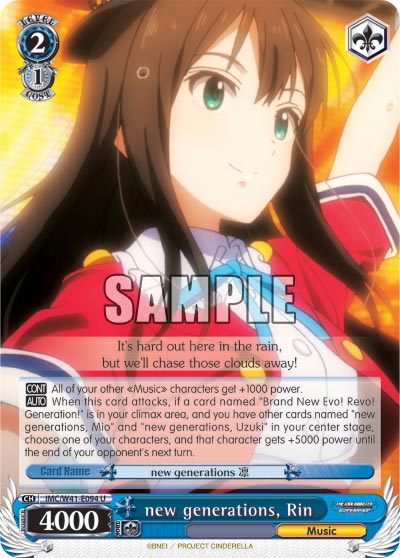 LEVEL
2
1
COST
SAMPLE
It's hard out here in the rain,
but we'll chase those clouds away!
CONT All of your other «Music» characters get +1000 power.
AUTO When this card attacks, if a card named "Brand New Evo! Revo!
Generation!" is in your climax area, and you have other cards named "new
generations, Mio" and "new generations, Uzuki" in your center stage,
choose one of your characters, and that character gets +5000 power until
the end of your opponent's next turn.
Card Name new generations 凛
CH IMC/W41-E094 U
4000 new generations, Rin
Music
©BNEI / PROJECT CINDERELLA